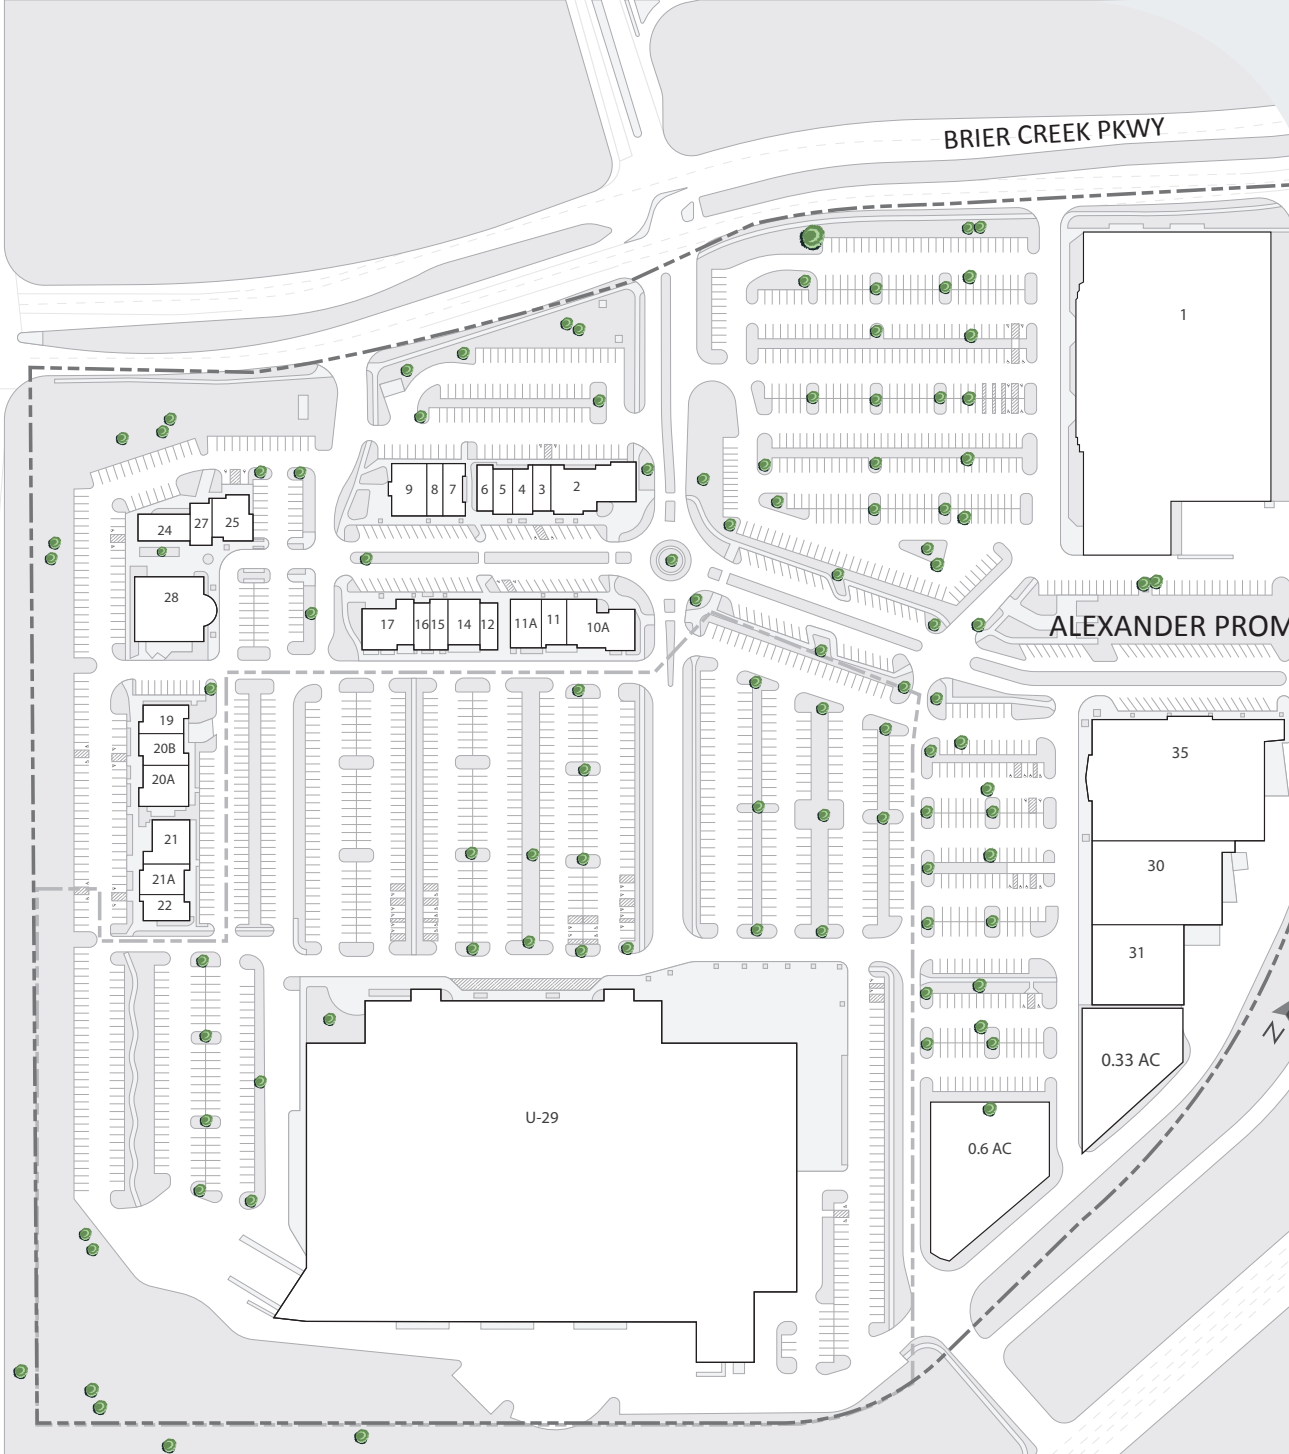 BRIER CREEK PKWY
1
9 8 7 6 5 4 3 2
24 27 25
28
17 16 15 14 12 11A 11 10A
ALEXANDER PROM
19
20B
20A
21
21A
22
35
30
31
N
0.33 AC
U-29
0.6 AC